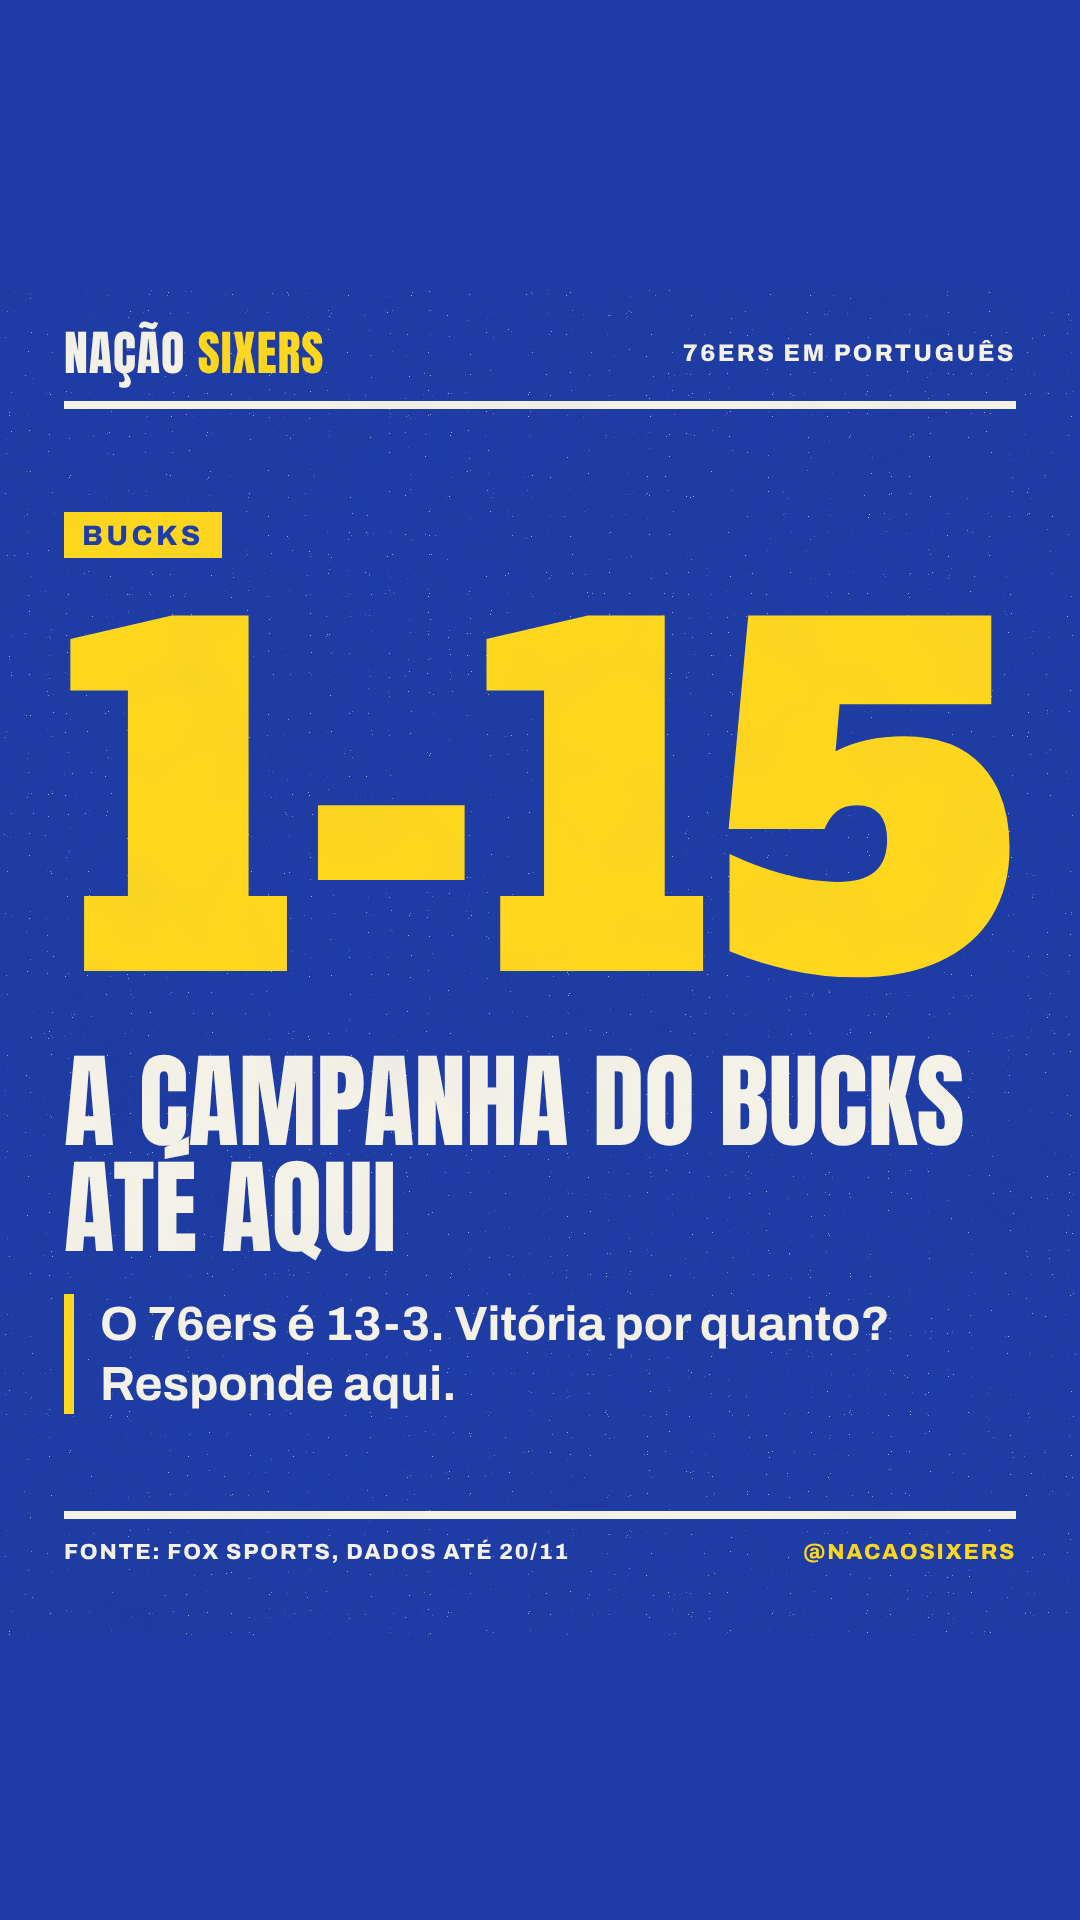 NAÇÃO SIXERS
76ERS EM PORTUGUÊS
BUCKS
1-15
A CAMPANHA DO BUCKS
ATÉ AQUI
O 76ers é 13-3. Vitória por quanto?
Responde aqui.
FONTE: FOX SPORTS, DADOS ATÉ 20/11
@NACAOSIXERS